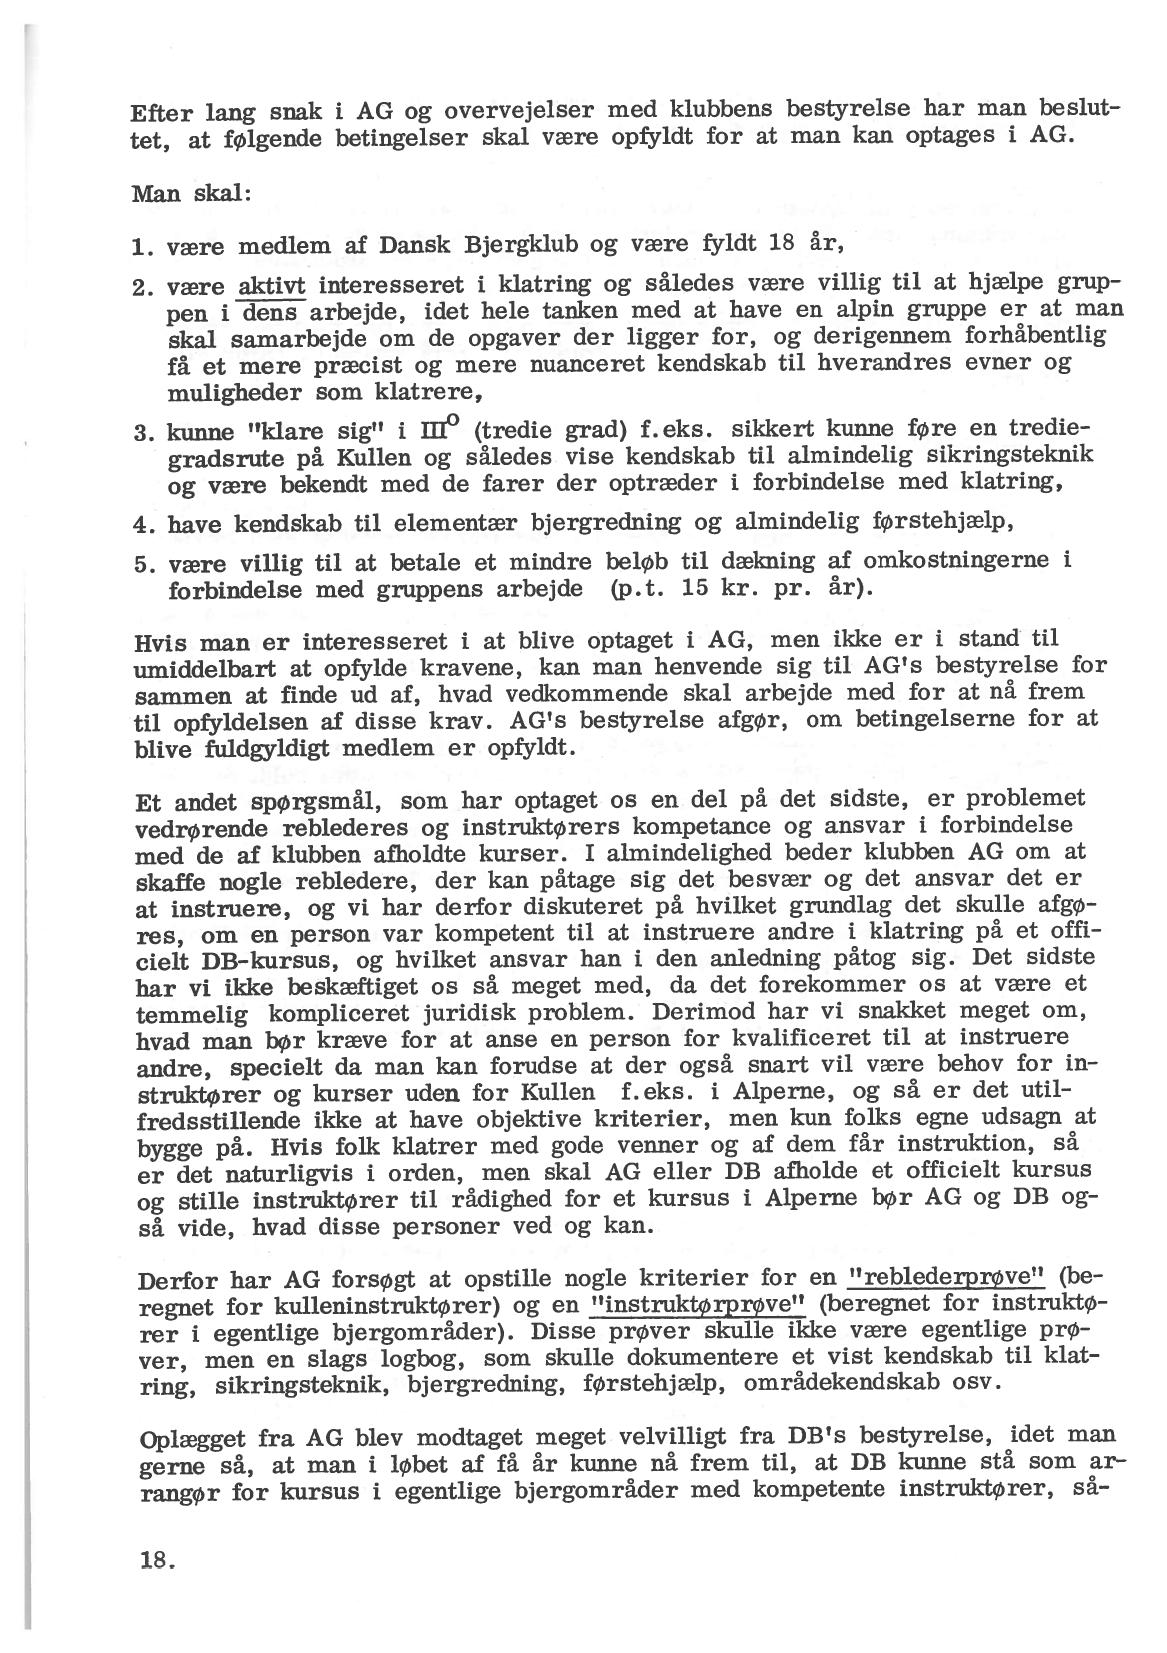 Efter lang snak i AG og overvejelser med klubbens bestyrelse har man beslut-
tet, at følgende betingelser skal være opfyldt for at man kan optages i AG.
Man skal:
1. være medlem af Dansk Bjergklub og være fyldt 18 år,
2. være aktivt interesseret i klatring og således være villig til at hjælpe grup-
pen i dens arbejde, idet hele tanken med at have en alpin gruppe er at man
skal samarbejde om de opgaver der ligger for, og derigennem forhåbentlig
få et mere præcist og mere nuanceret kendskab til hverandres evner og
muligheder som klatrere,
3. kunne "klare sig" i III° (tredie grad) f.eks. sikkert kunne føre en tredie-
gradsrute på Kullen og således vise kendskab til almindelig sikringsteknik
og være bekendt med de farer der optræder i forbindelse med klatring,
4. have kendskab til elementær bjergredning og almindelig førstehjælp,
5. være villig til at betale et mindre beløb til dækning af omkostningerne i
forbindelse med gruppens arbejde (p.t. 15 kr. pr. år).
Hvis man er interesseret i at blive optaget i AG, men ikke er i stand til
umiddelbart at opfylde kravene, kan man henvende sig til AG's bestyrelse for
sammen at finde ud af, hvad vedkommende skal arbejde med for at nå frem
til opfyldelsen af disse krav. AG's bestyrelse afgør, om betingelserne for at
blive fuldgyldigt medlem er opfyldt.
Et andet spørgsmål, som har optaget os en del på det sidste, er problemet
vedrørende reblederes og instruktørers kompetance og ansvar i forbindelse
med de af klubben afholdte kurser. I almindelighed beder klubben AG om at
skaffe nogle rebledere, der kan påtage sig det besvær og det ansvar det er
at instruere, og vi har derfor diskuteret på hvilket grundlag det skulle afgø-
res, om en person var kompetent til at instruere andre i klatring på et offi-
cielt DB-kursus, og hvilket ansvar han i den anledning påtog sig. Det sidste
har vi ikke beskæftiget os så meget med, da det forekommer os at være et
temmelig kompliceret juridisk problem. Derimod har vi snakket meget om,
hvad man bør kræve for at anse en person for kvalificeret til at instruere
andre, specielt da man kan forudse at der også snart vil være behov for in-
struktører og kurser uden for Kullen f.eks. i Alperne, og så er det util-
fredsstillende ikke at have objektive kriterier, men kun folks egne udsagn at
bygge på. Hvis folk klatrer med gode venner og af dem får instruktion, så
er det naturligvis i orden, men skal AG eller DB afholde et officielt kursus
og stille instruktører til rådighed for et kursus i Alperne bør AG og DB og-
så vide, hvad disse personer ved og kan.
Derfor har AG forsøgt at opstille nogle kriterier for en "reblederprøve" (be-
regnet for kulleninstruktører) og en "instruktørprøve" (beregnet for instruktø-
rer i egentlige bjergområder). Disse prøver skulle ikke være egentlige prø-
ver, men en slags logbog, som skulle dokumentere et vist kendskab til klat-
ring, sikringsteknik, bjergredning, førstehjælp, områdekendskab osv.
Oplægget fra AG blev modtaget meget velvilligt fra DB's bestyrelse, idet man
gerne så, at man i løbet af få år kunne nå frem til, at DB kunne stå som ar-
rangør for kursus i egentlige bjergområder med kompetente instruktører, så-
18.